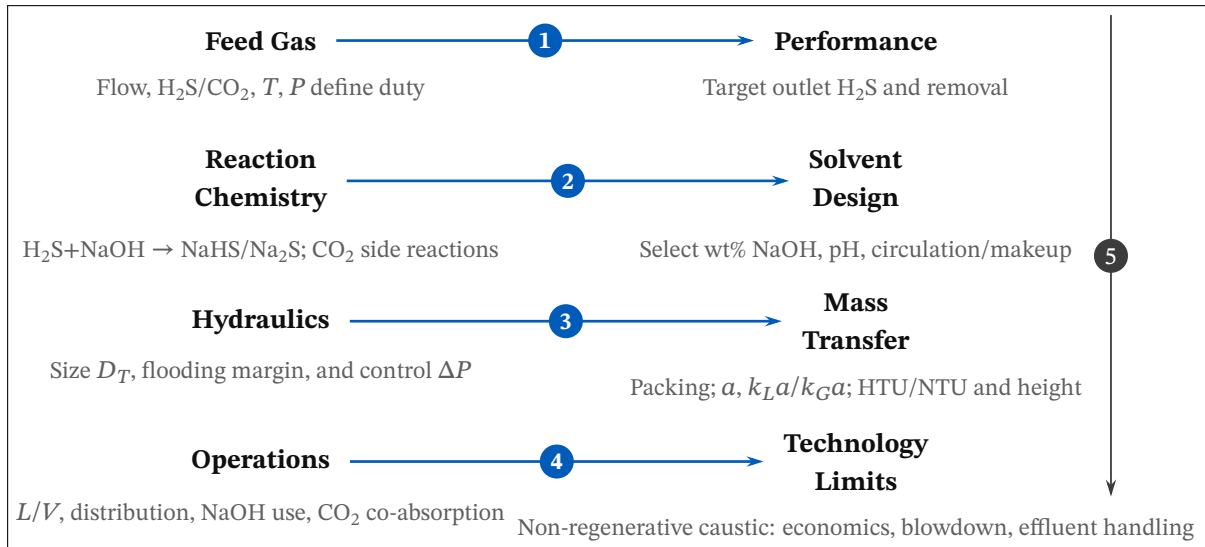 Feed Gas 1 Performance
Flow, H₂S/CO₂, T, P define duty Target outlet H₂S and removal
Reaction Chemistry 2 Solvent Design
H₂S+NaOH → NaHS/Na₂S; CO₂ side reactions Select wt% NaOH, pH, circulation/makeup
5
Hydraulics 3 Mass Transfer
Size D_T, flooding margin, and control ΔP
Packing; a, k_La/k_Ga; HTU/NTU and height
Operations 4 Technology Limits
L/V, distribution, NaOH use, CO₂ co-absorption
Non-regenerative caustic: economics, blowdown, effluent handling